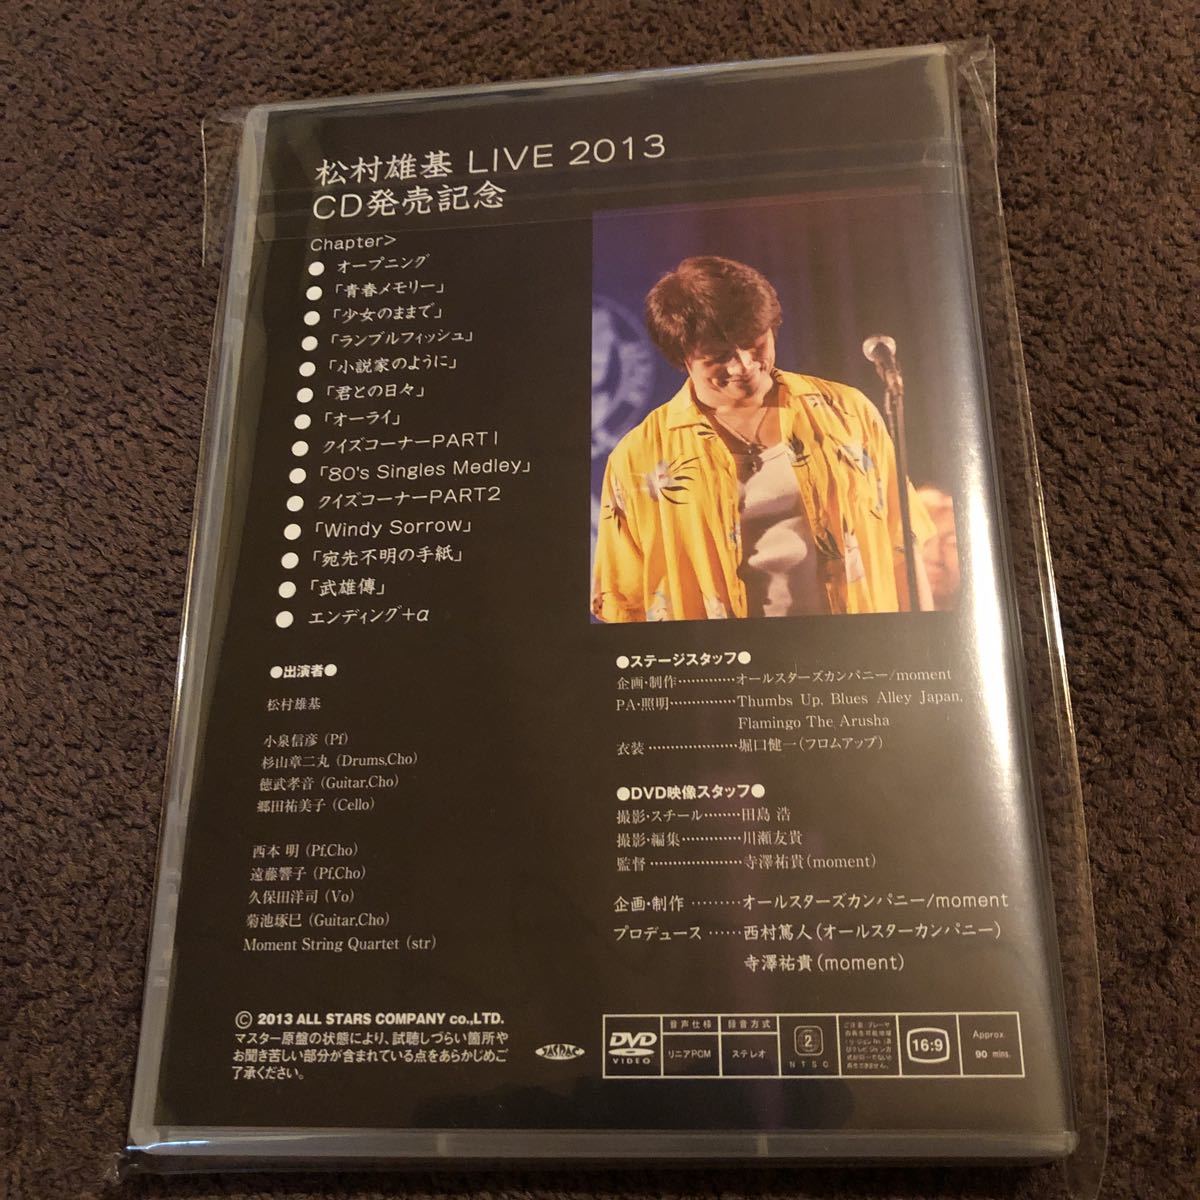 松村雄基 LIVE 2013
CD発売記念
Chapter>
● オープニング
● 「青春メモリー」
● 「少女のままで」
● 「ランブルフィッシュ」
● 「小説家のように」
● 「君との日々」
● 「オーライ」
● クイズコーナーPART1
● 「80's Singles Medley」
● クイズコーナーPART2
● 「Windy Sorrow」
● 「宛先不明の手紙」
● 「武雄傳」
● エンディング+α
●出演者●
松村雄基
小泉信彦 (Pf)
杉山章二丸 (Drums,Cho)
徳武孝音 (Guitar,Cho)
郷田祐美子 (Cello)
西本 明 (Pf,Cho)
遠藤響子 (Pf,Cho)
久保田洋司 (Vo)
菊池琢巳 (Guitar,Cho)
Moment String Quartet (str)
●ステージスタッフ●
企画・制作…………オールスターズカンパニー/moment
PA・照明……………Thumbs Up, Blues Alley Japan,
Flamingo The Arusha
衣装 …………………堀口健一(フロムアップ)
●DVD映像スタッフ●
撮影・スチール………田島 浩
撮影・編集……………川瀬友貴
監督 …………………寺澤祐貴(moment)
企画・制作 ………オールスターズカンパニー/moment
プロデュース ……西村篤人(オールスターカンパニー)
寺澤祐貴(moment)
© 2013 ALL STARS COMPANY co.,LTD.
マスター原盤の状態により、試聴しづらい箇所や
お聞き苦しい部分が含まれている点をあらかじめご
了承ください。
JASRAC
DVD VIDEO
音声仕様
リニアPCM
録音方式
ステレオ
2
NTSC
16:9
Approx.
90 mins.